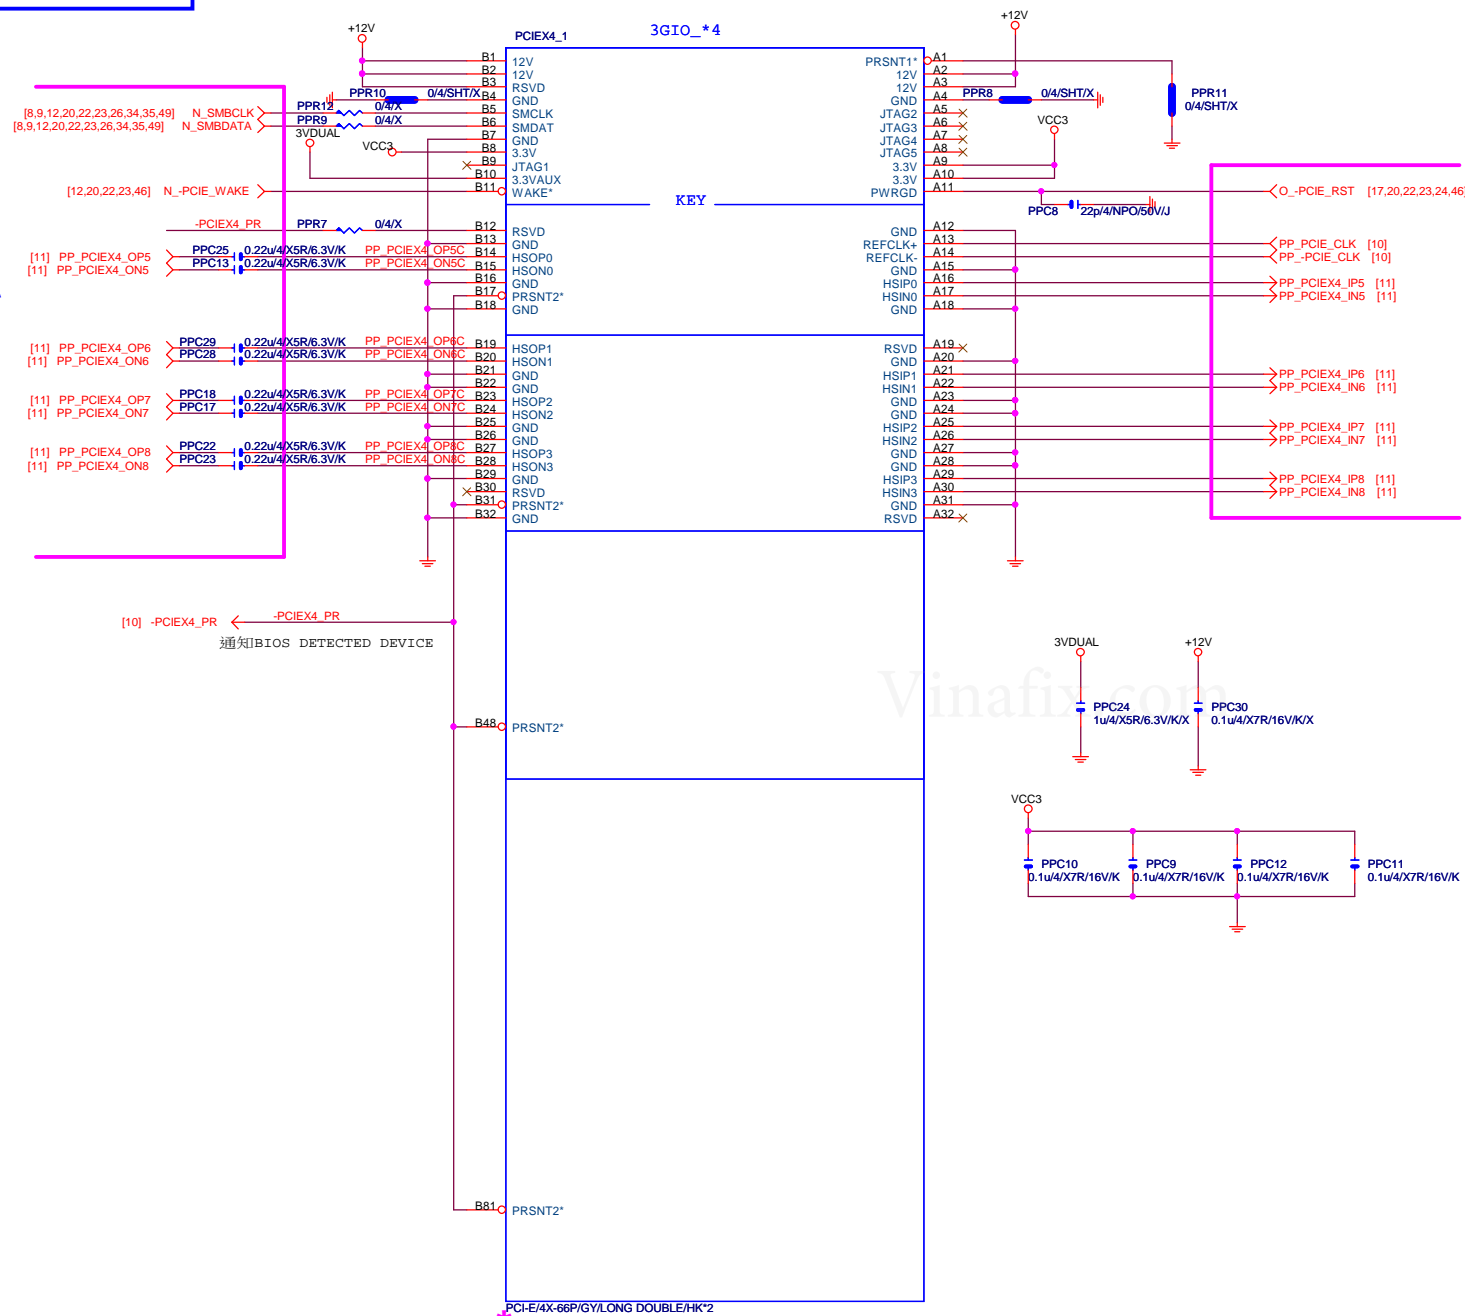 3GIO_*4
PCIEX4_1
+12V
+12V
B1 12V
B2 12V
B3 RSVD
PPR10 0/4/SHT/X B4 GND
[8,9,12,20,22,23,26,34,35,49] N_SMBCLK PPR12 0/4/X B5 SMCLK
[8,9,12,20,22,23,26,34,35,49] N_SMBDATA PPR9 0/4/X B6 SMDAT
3VDUAL
B7 GND
VCC3 B8 3.3V
B9 JTAG1
B10 3.3VAUX
[12,20,22,23,46] N_-PCIE_WAKE B11 WAKE*
KEY
-PCIEX4_PR PPR7 0/4/X B12 RSVD
B13 GND
[11] PP_PCIEX4_OP5 PPC25 0.22u/4/X5R/6.3V/K PP_PCIEX4_OP5C B14 HSOP0
[11] PP_PCIEX4_ON5 PPC13 0.22u/4/X5R/6.3V/K PP_PCIEX4_ON5C B15 HSON0
B16 GND
B17 PRSNT2*
B18 GND
[11] PP_PCIEX4_OP6 PPC29 0.22u/4/X5R/6.3V/K PP_PCIEX4_OP6C B19 HSOP1
[11] PP_PCIEX4_ON6 PPC28 0.22u/4/X5R/6.3V/K PP_PCIEX4_ON6C B20 HSON1
B21 GND
B22 GND
[11] PP_PCIEX4_OP7 PPC18 0.22u/4/X5R/6.3V/K PP_PCIEX4_OP7C B23 HSOP2
[11] PP_PCIEX4_ON7 PPC17 0.22u/4/X5R/6.3V/K PP_PCIEX4_ON7C B24 HSON2
B25 GND
B26 GND
[11] PP_PCIEX4_OP8 PPC22 0.22u/4/X5R/6.3V/K PP_PCIEX4_OP8C B27 HSOP3
[11] PP_PCIEX4_ON8 PPC23 0.22u/4/X5R/6.3V/K PP_PCIEX4_ON8C B28 HSON3
B29 GND
B30 RSVD
B31 PRSNT2*
B32 GND
[10] -PCIEX4_PR -PCIEX4_PR
通知BIOS DETECTED DEVICE
B48 PRSNT2*
B81 PRSNT2*
PCI-E/4X-66P/GY/LONG DOUBLE/HK*2
PRSNT1* A1
12V A2
12V A3
GND A4 PPR8 0/4/SHT/X
PPR11
0/4/SHT/X
JTAG2 A5
JTAG3 A6
VCC3
JTAG4 A7
JTAG5 A8
3.3V A9
3.3V A10
PWRGD A11 O_-PCIE_RST [17,20,22,23,24,46]
PPC8 22p/4/NPO/50V/J
GND A12
REFCLK+ A13 PP_PCIE_CLK [10]
REFCLK- A14 PP_-PCIE_CLK [10]
GND A15
HSIP0 A16 PP_PCIEX4_IP5 [11]
HSIN0 A17 PP_PCIEX4_IN5 [11]
GND A18
RSVD A19
GND A20
HSIP1 A21 PP_PCIEX4_IP6 [11]
HSIN1 A22 PP_PCIEX4_IN6 [11]
GND A23
GND A24
HSIP2 A25 PP_PCIEX4_IP7 [11]
HSIN2 A26 PP_PCIEX4_IN7 [11]
GND A27
GND A28
HSIP3 A29 PP_PCIEX4_IP8 [11]
HSIN3 A30 PP_PCIEX4_IN8 [11]
GND A31
RSVD A32
Vinafix.com
3VDUAL
PPC24
1u/4/X5R/6.3V/K/X
+12V
PPC30
0.1u/4/X7R/16V/K/X
VCC3
PPC10
0.1u/4/X7R/16V/K
PPC9
0.1u/4/X7R/16V/K
PPC12
0.1u/4/X7R/16V/K
PPC11
0.1u/4/X7R/16V/K